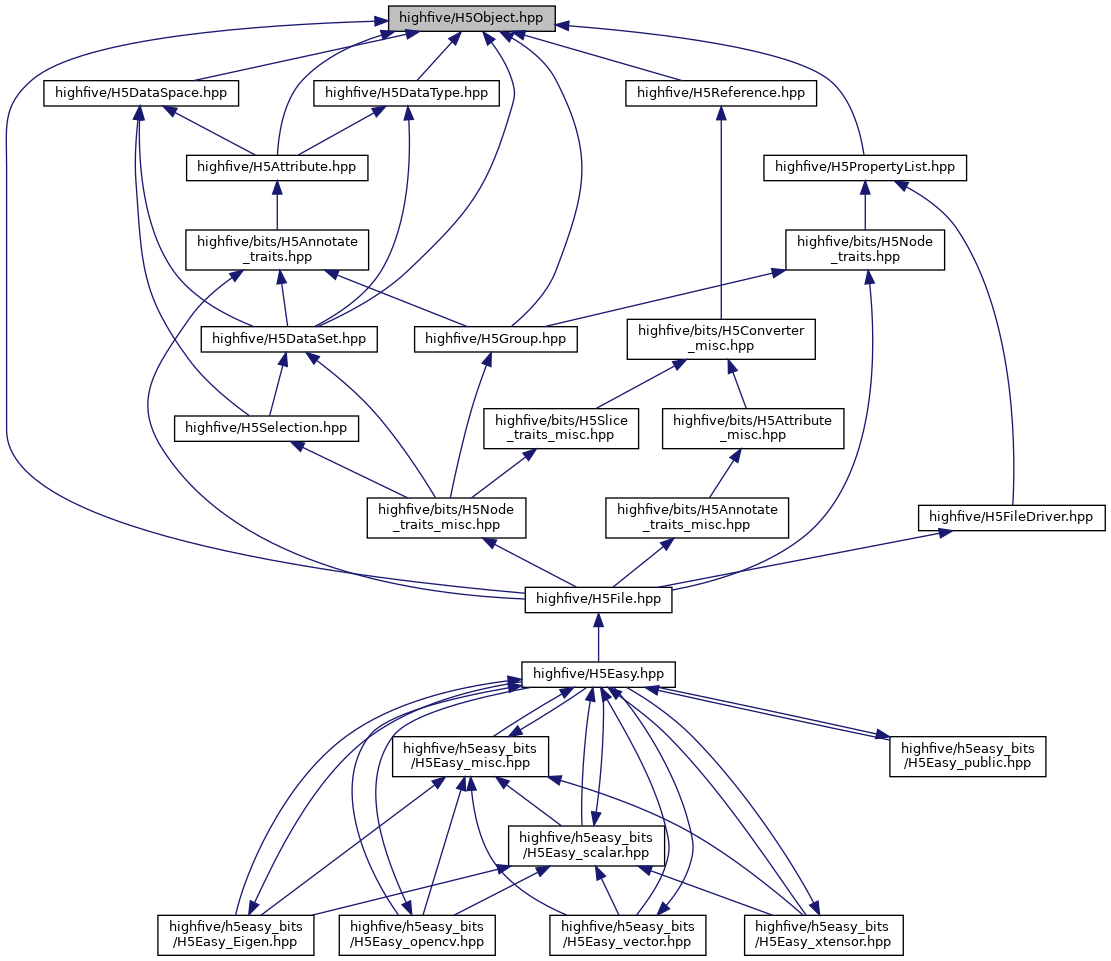 highfive/H5Object.hpp
highfive/H5DataSpace.hpp
highfive/H5DataType.hpp
highfive/H5Reference.hpp
highfive/H5Attribute.hpp
highfive/H5PropertyList.hpp
highfive/bits/H5Annotate
_traits.hpp
highfive/bits/H5Node
_traits.hpp
highfive/H5DataSet.hpp
highfive/H5Group.hpp
highfive/bits/H5Converter
_misc.hpp
highfive/H5Selection.hpp
highfive/bits/H5Slice
_traits_misc.hpp
highfive/bits/H5Attribute
_misc.hpp
highfive/bits/H5Node
_traits_misc.hpp
highfive/bits/H5Annotate
_traits_misc.hpp
highfive/H5FileDriver.hpp
highfive/H5File.hpp
highfive/H5Easy.hpp
highfive/h5easy_bits
/H5Easy_misc.hpp
highfive/h5easy_bits
/H5Easy_public.hpp
highfive/h5easy_bits
/H5Easy_scalar.hpp
highfive/h5easy_bits
/H5Easy_Eigen.hpp
highfive/h5easy_bits
/H5Easy_opencv.hpp
highfive/h5easy_bits
/H5Easy_vector.hpp
highfive/h5easy_bits
/H5Easy_xtensor.hpp